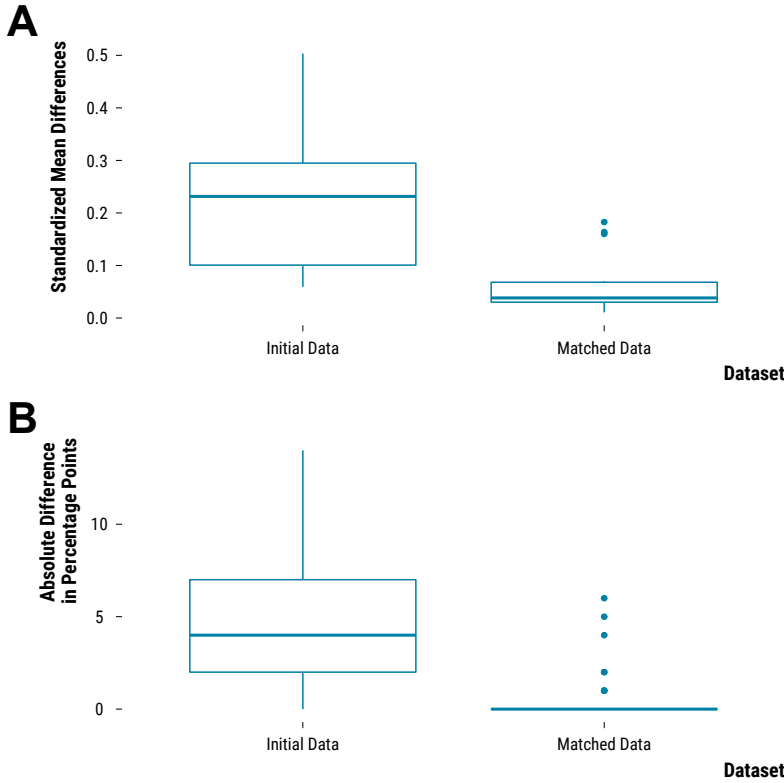 A
Standardized Mean Differences
0.5
0.4
0.3
0.2
0.1
0.0
Initial Data
Matched Data
Dataset
B
Absolute Difference
in Percentage Points
10
5
0
Initial Data
Matched Data
Dataset